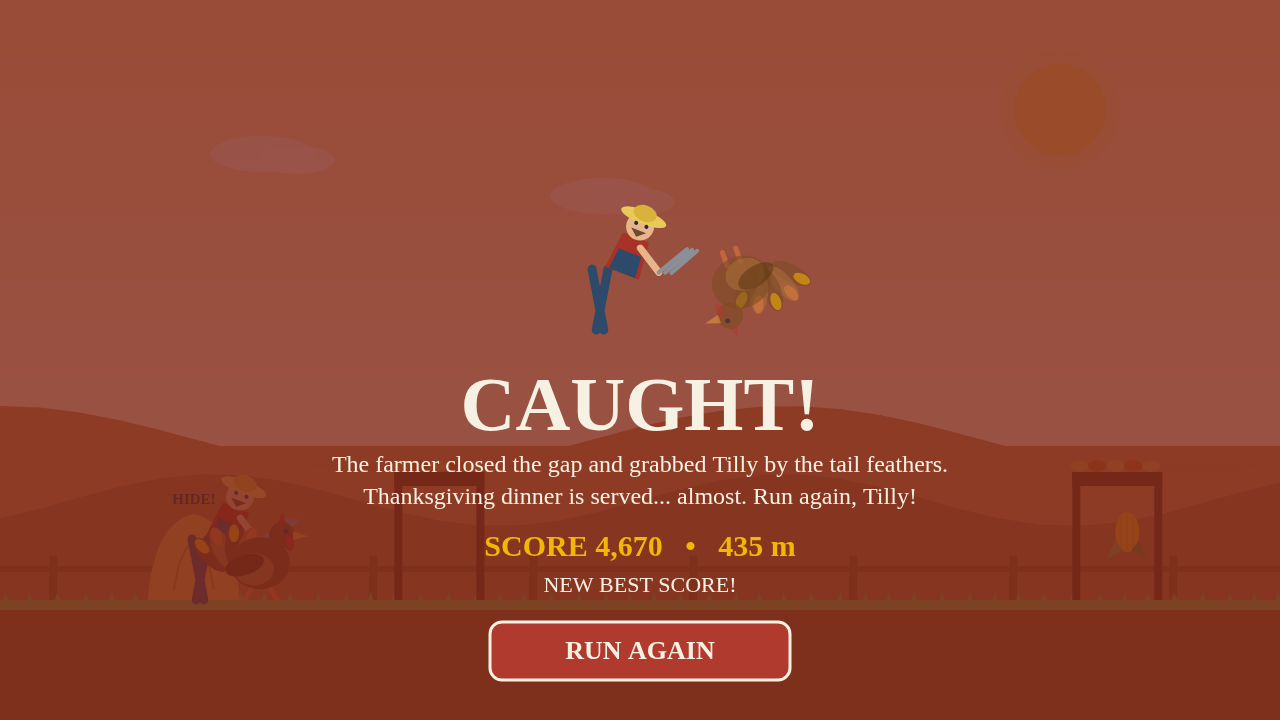 CAUGHT!
The farmer closed the gap and grabbed Tilly by the tail feathers.
Thanksgiving dinner is served... almost. Run again, Tilly!
HIDE!
SCORE 4,670 • 435 m
NEW BEST SCORE!
RUN AGAIN